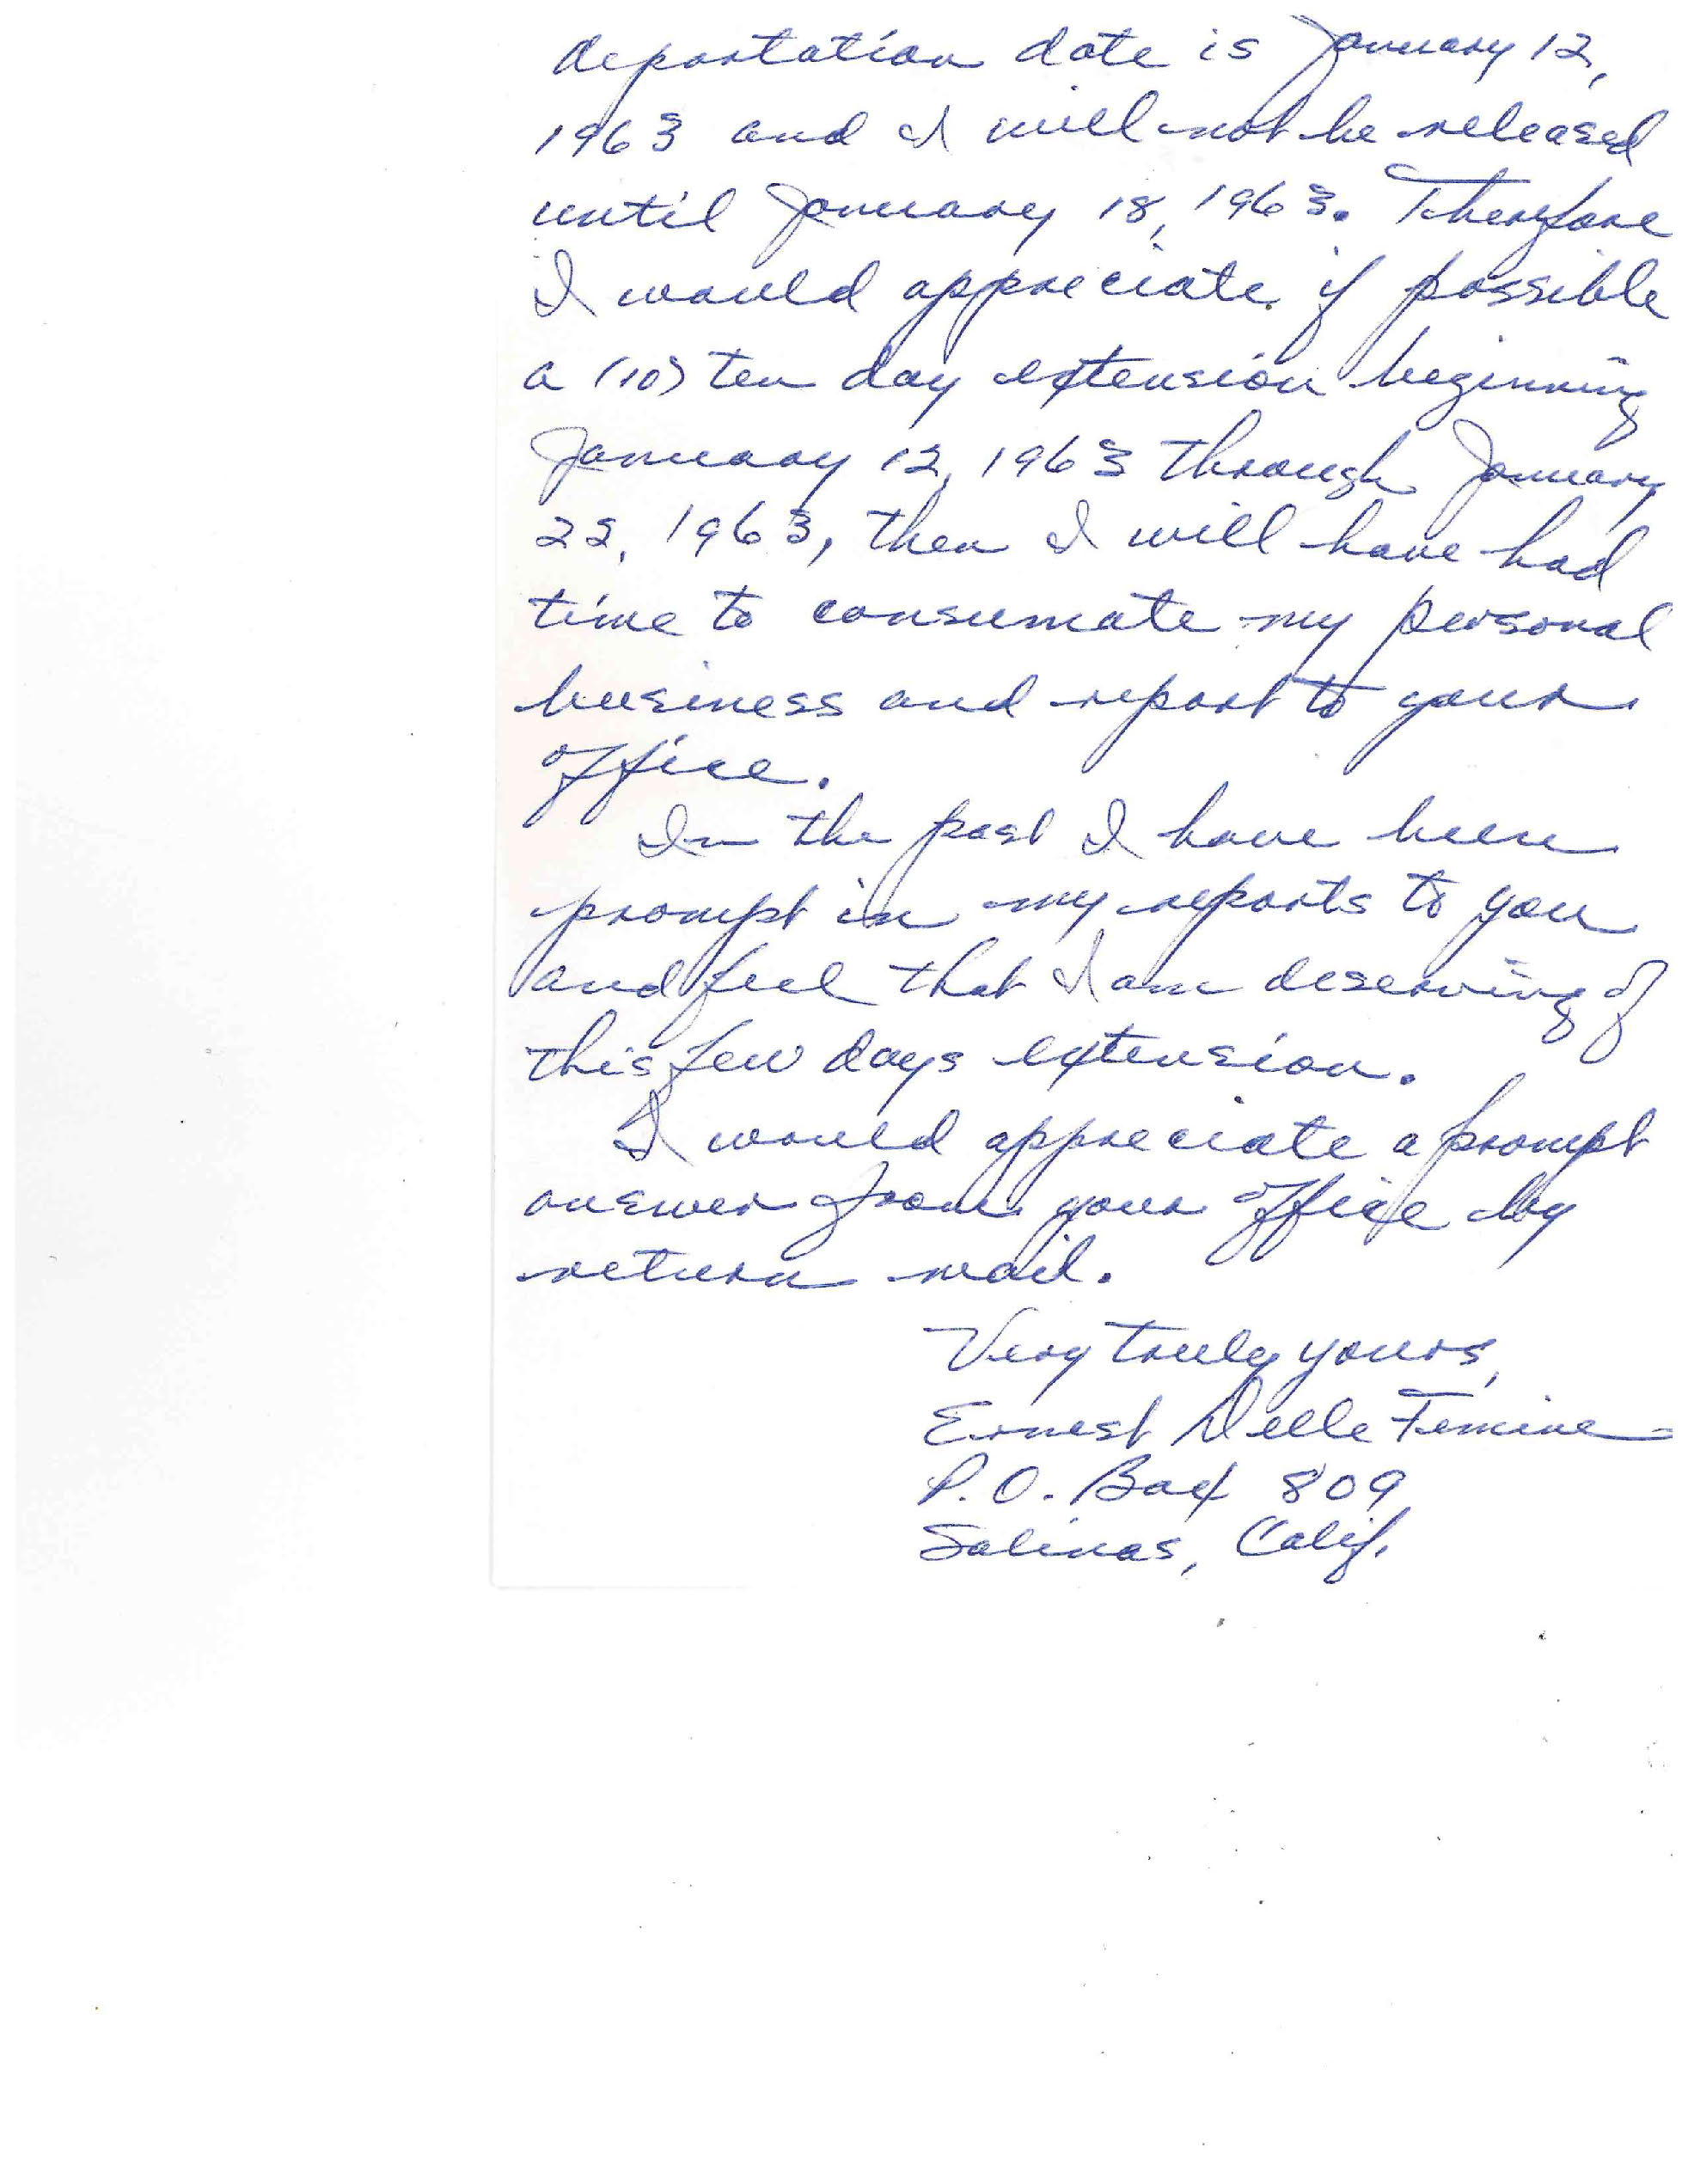 deportation date is January 12,
1963 and I will not be released
until January 18, 1963. Therefore
I would appreciate if possible
a (10) ten day extension beginning
January 12, 1963 through January
22, 1963, then I will have had
time to consumate my personal
business and report to your
office.
In the past I have been
prompt in my reports to you
and feel that I am deserving of
this few days extension.
I would appreciate a prompt
answer from your office by
return mail.
Very truly yours,
Ernest Delle Femine
P.O. Box 809
Salinas, Calif.